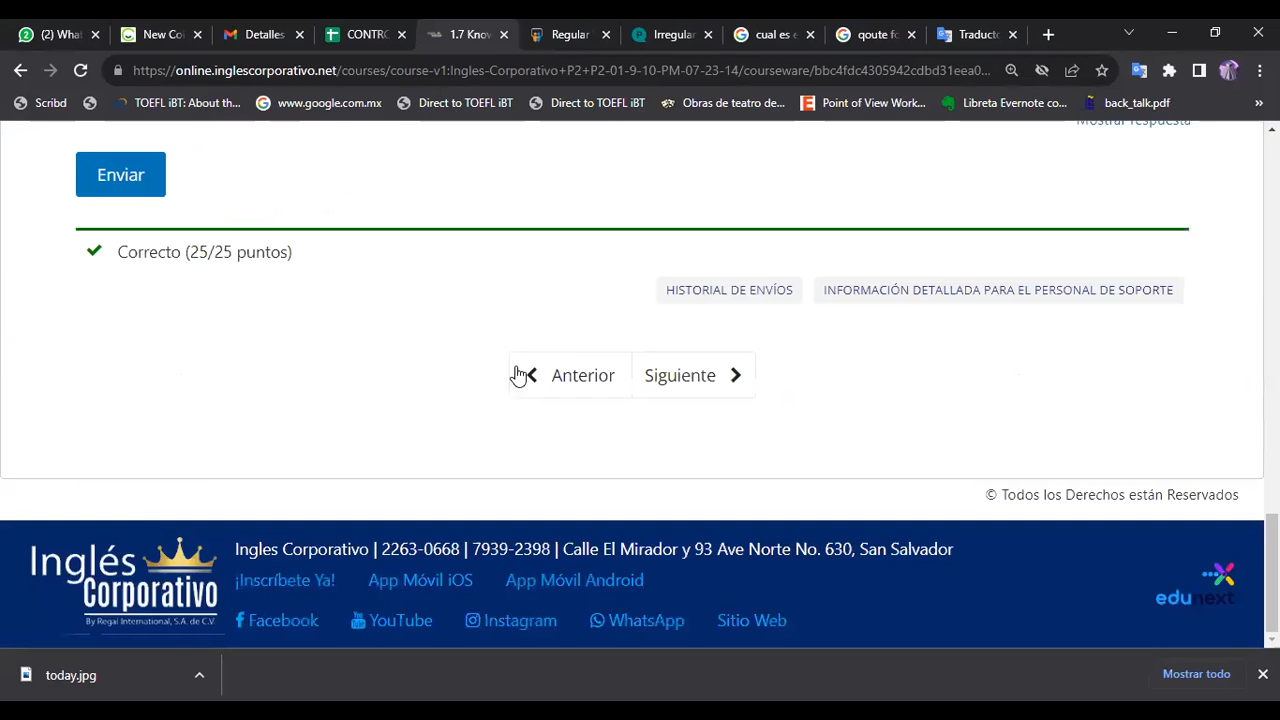 (2) What
New Col
Detalles
CONTRO
1.7 Know
Regular
Irregular
cual es e
qoute fo
Traducto
https://online.inglescorporativo.net/courses/course-v1:Ingles-Corporativo+P2+P2-01-9-10-PM-07-23-14/courseware/bbc4fdc4305942cdbd31eea0...
Scribd
TOEFL iBT: About th...
www.google.com.mx
Direct to TOEFL iBT
Direct to TOEFL iBT
Obras de teatro de...
Point of View Work...
Libreta Evernote co...
back_talk.pdf
»
Mostrar respuesta
Enviar
Correcto (25/25 puntos)
HISTORIAL DE ENVÍOS
INFORMACIÓN DETALLADA PARA EL PERSONAL DE SOPORTE
Anterior
Siguiente
© Todos los Derechos están Reservados
Inglés Corporativo
By Regal International, S.A. de C.V.
Ingles Corporativo | 2263-0668 | 7939-2398 | Calle El Mirador y 93 Ave Norte No. 630, San Salvador
¡Inscríbete Ya!
App Móvil iOS
App Móvil Android
Facebook
YouTube
Instagram
WhatsApp
Sitio Web
edunext
today.jpg
Mostrar todo